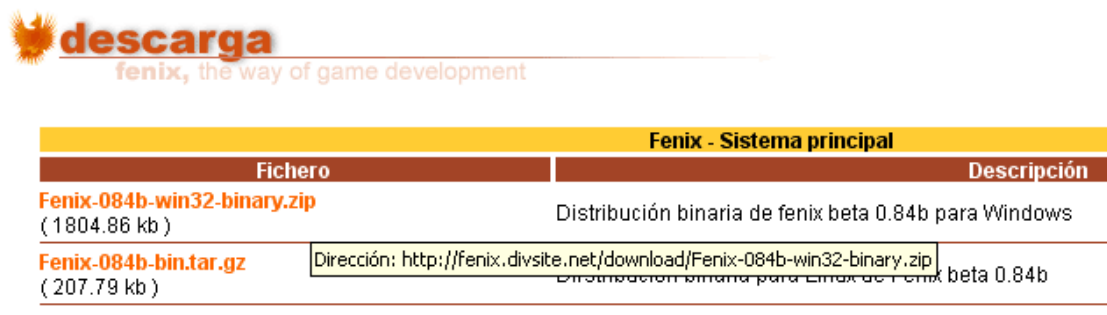 descarga
fenix, the way of game development
Fenix - Sistema principal
Fichero
Descripción
Fenix-084b-win32-binary.zip
( 1804.86 kb )
Distribución binaria de fenix beta 0.84b para Windows
Dirección: http://fenix.divsite.net/download/Fenix-084b-win32-binary.zip
Fenix-084b-bin.tar.gz
( 207.79 kb )
Distribución binaria para Linux de Fenix beta 0.84b